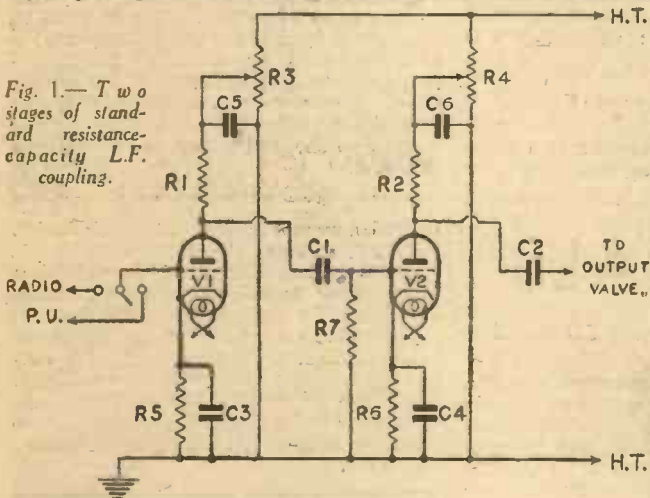 H.T.
Fig. 1.— Two
stages of stand-
ard resistance-
capacity L.F.
coupling.
R3
R4
C5
C6
R1
R2
C1
C2
TO
OUTPUT
VALVE.
V1
V2
RADIO
P.U.
R7
R5
C3
R6
C4
H.T.